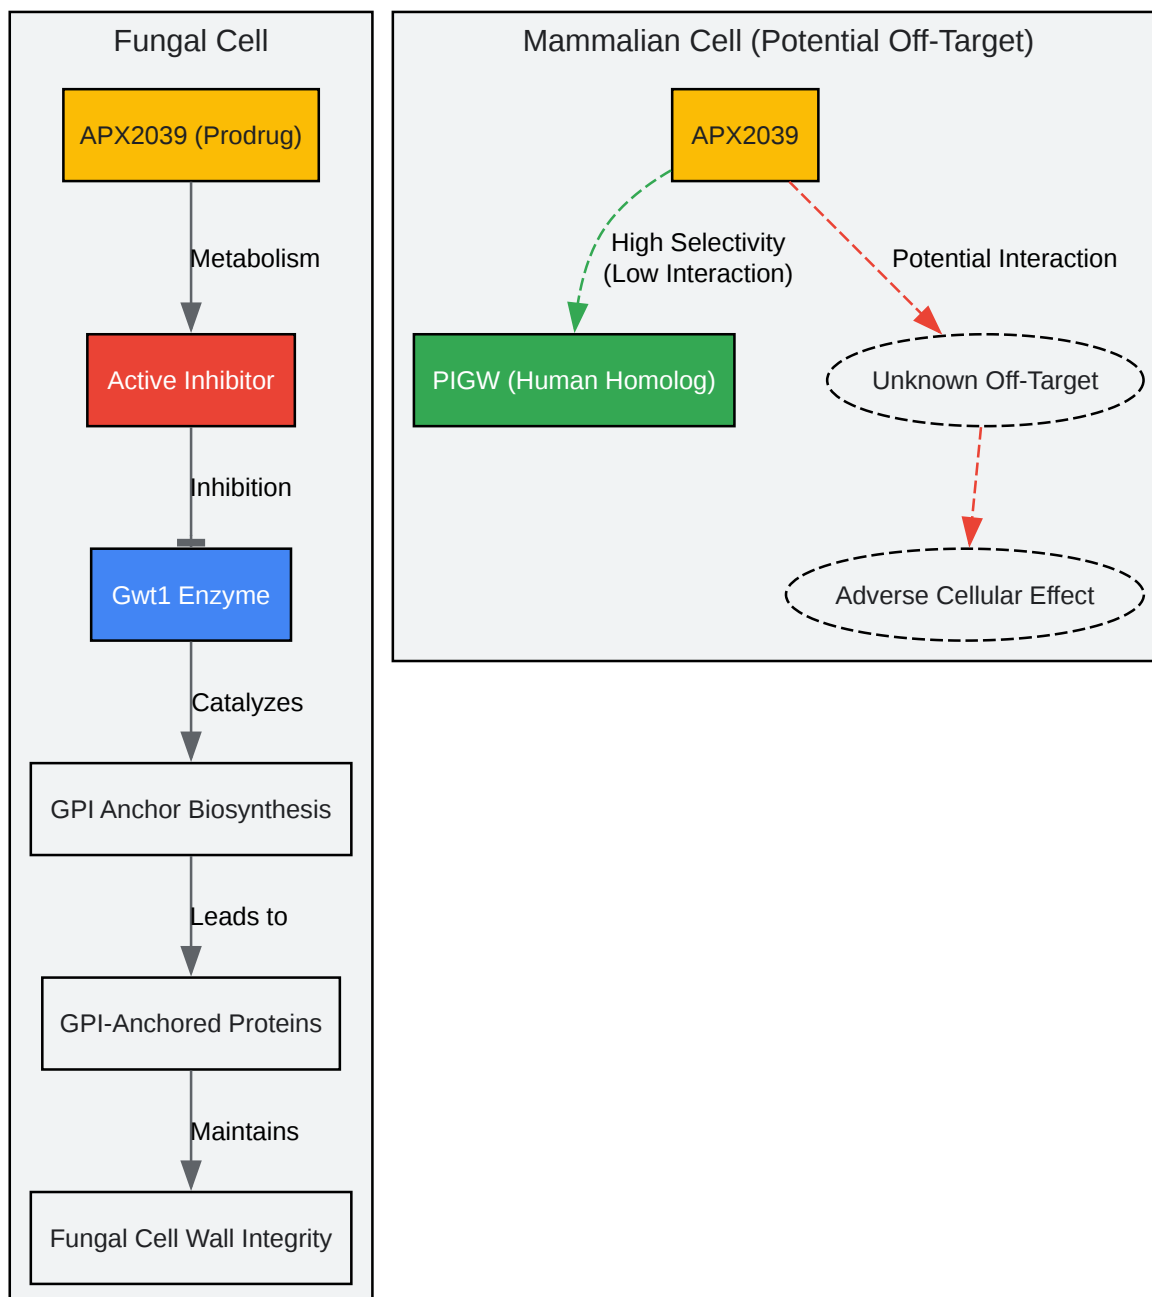 Fungal Cell
APX2039 (Prodrug)
Metabolism
Active Inhibitor
Inhibition
Gwt1 Enzyme
Catalyzes
GPI Anchor Biosynthesis
Leads to
GPI-Anchored Proteins
Maintains
Fungal Cell Wall Integrity
Mammalian Cell (Potential Off-Target)
APX2039
High Selectivity
(Low Interaction)
Potential Interaction
PIGW (Human Homolog)
Unknown Off-Target
Adverse Cellular Effect